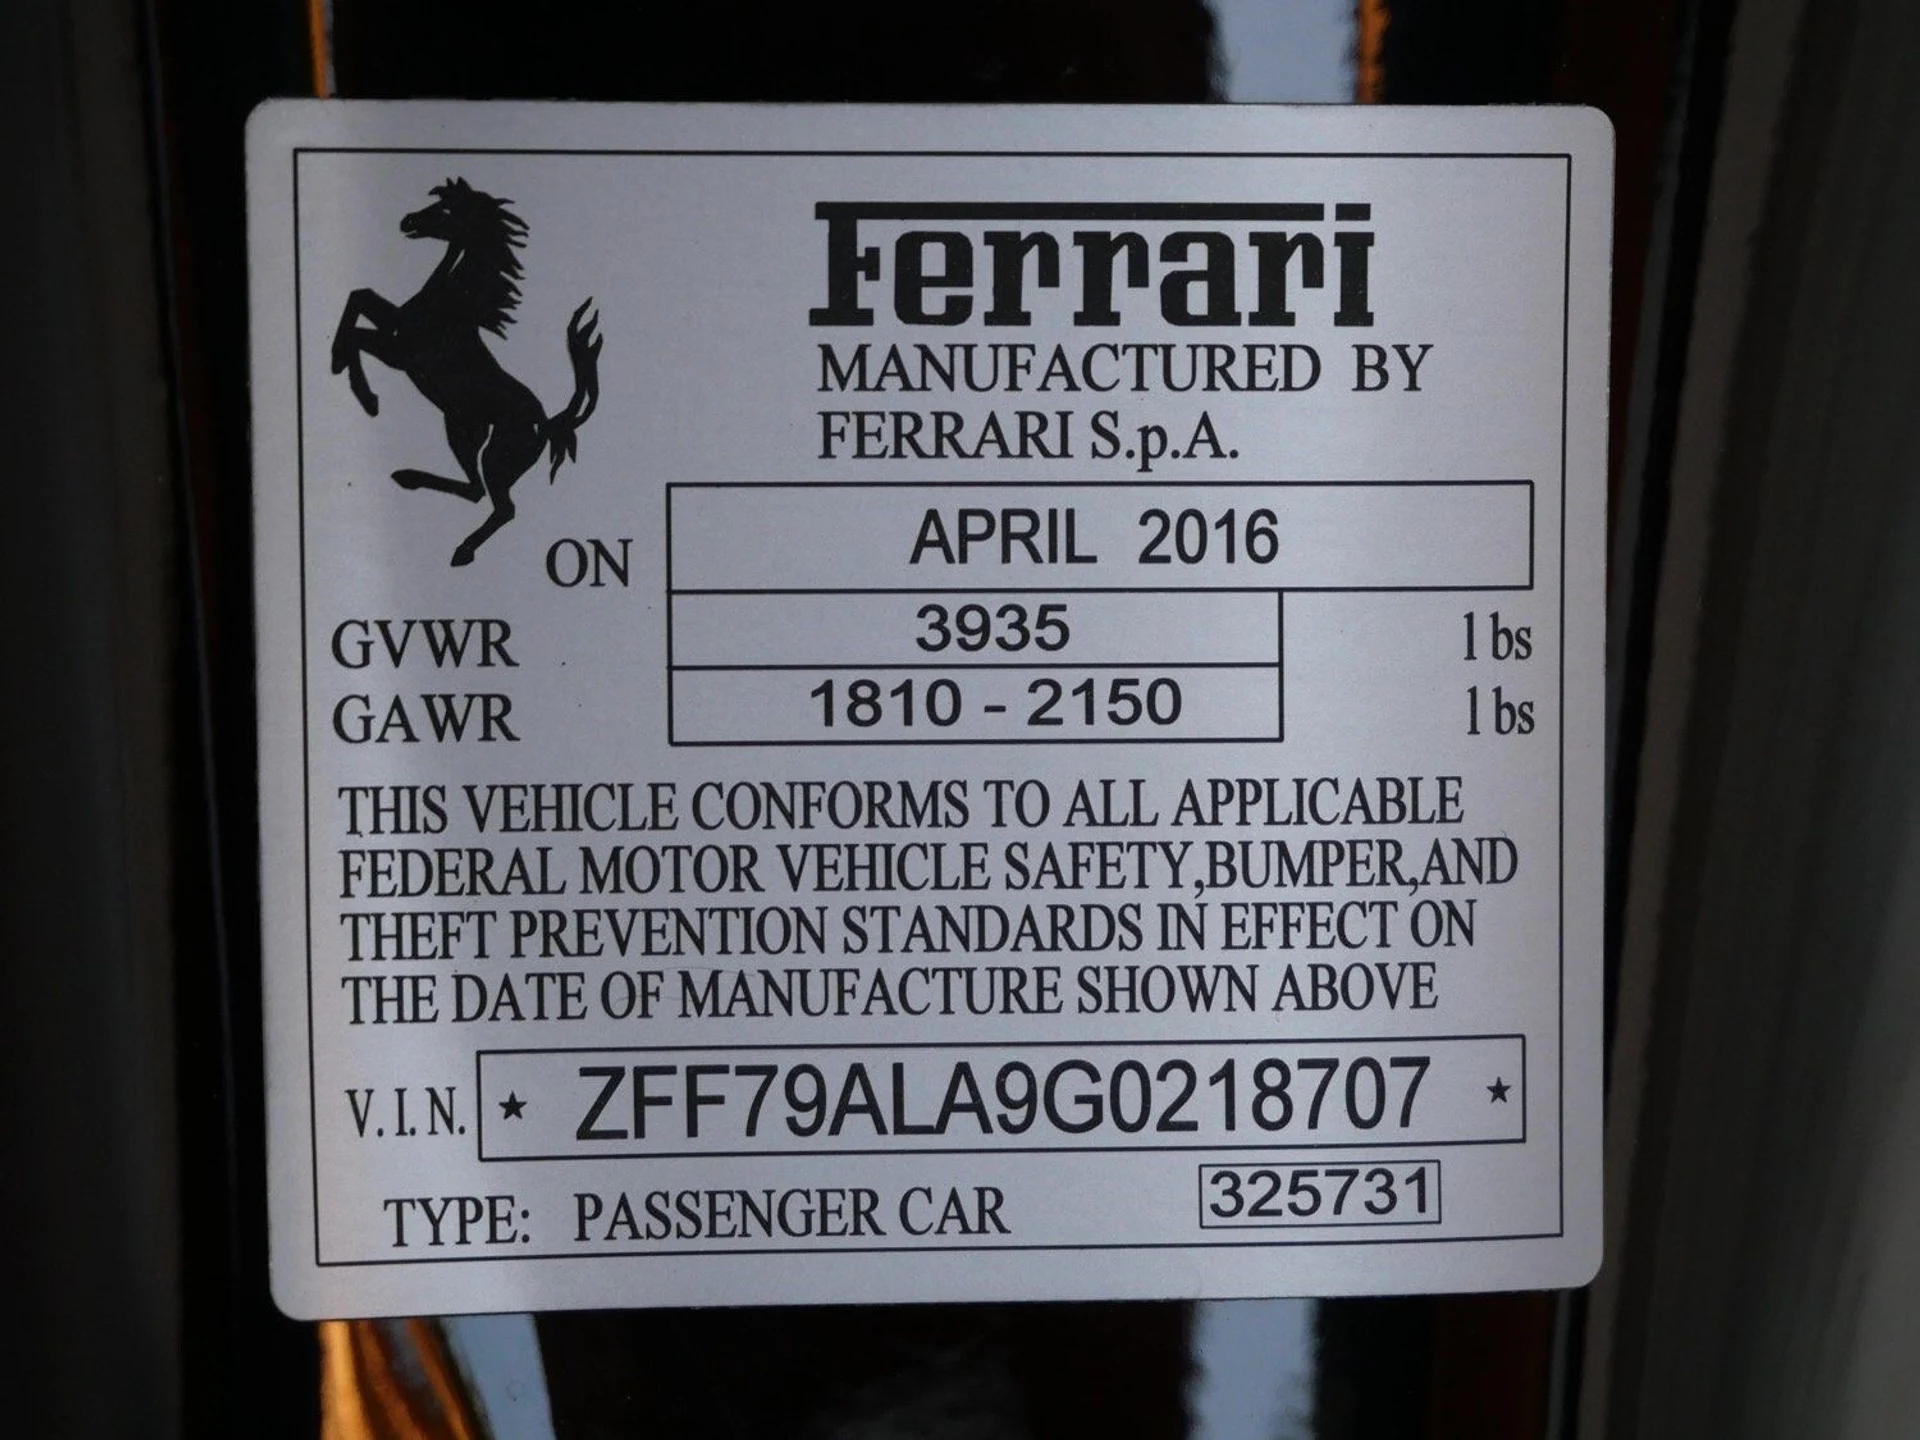 Ferrari
MANUFACTURED BY
FERRARI S.p.A.
ON APRIL 2016
GVWR 3935 lbs
GAWR 1810 - 2150 lbs
THIS VEHICLE CONFORMS TO ALL APPLICABLE
FEDERAL MOTOR VEHICLE SAFETY,BUMPER,AND
THEFT PREVENTION STANDARDS IN EFFECT ON
THE DATE OF MANUFACTURE SHOWN ABOVE
V.I.N. ★ ZFF79ALA9G0218707 ★
TYPE: PASSENGER CAR 325731